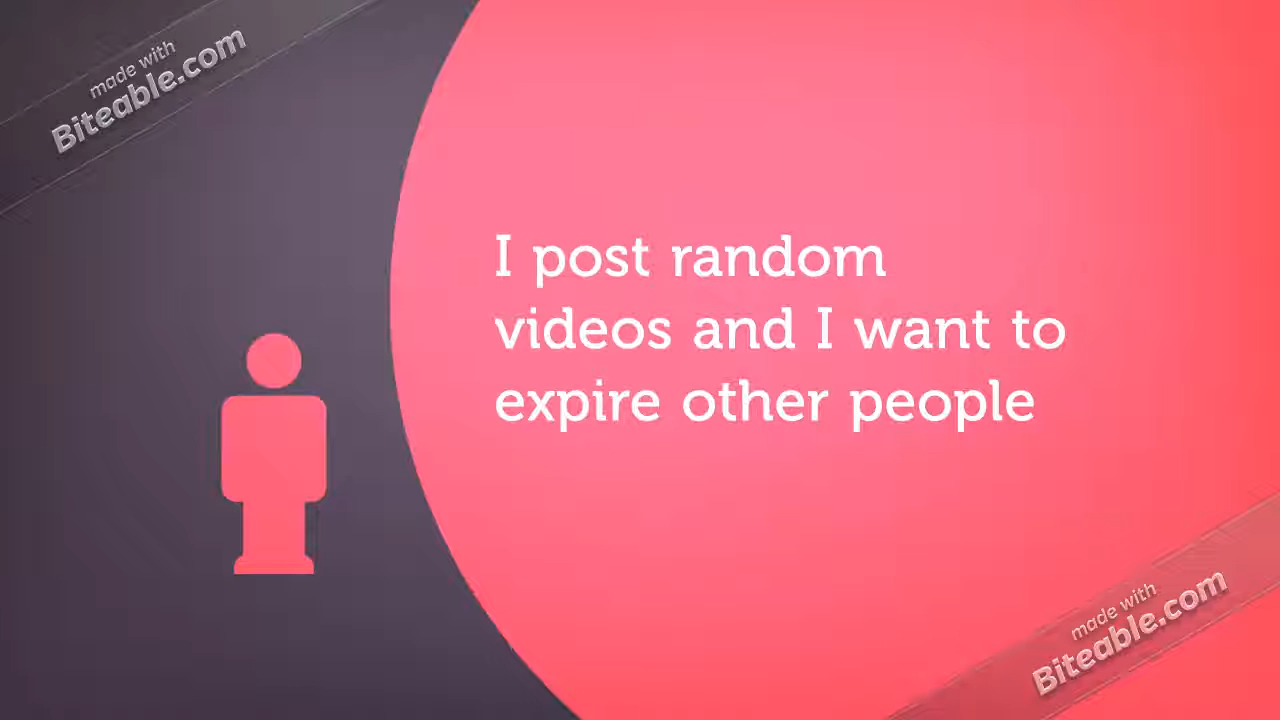 made with
Biteable.com
I post random
videos and I want to
expire other people
made with
Biteable.com